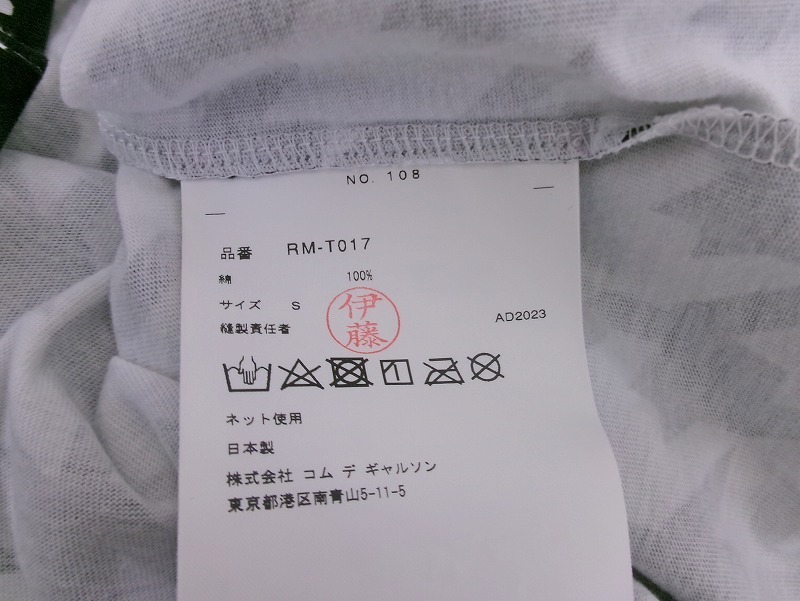 NO. 108
品番 RM-T017
綿 100%
サイズ S
縫製責任者 伊藤
AD2023
ネット使用
日本製
株式会社 コム デ ギャルソン
東京都港区南青山5-11-5